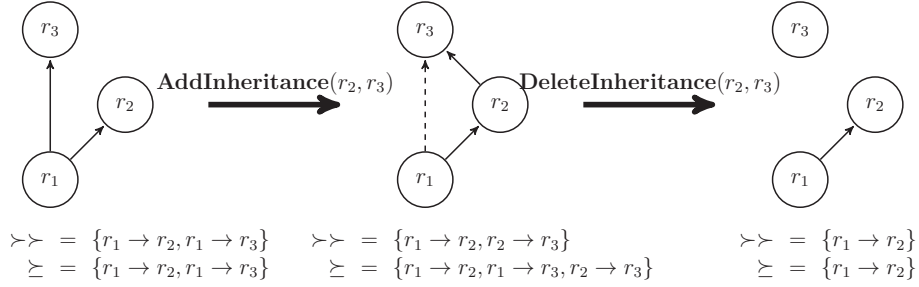 r₃ r₃ r₃
AddInheritance(r₂, r₃) DeleteInheritance(r₂, r₃)
r₂ r₂ r₂
r₁ r₁ r₁
≻≻ = {r₁ → r₂, r₁ → r₃} ≻≻ = {r₁ → r₂, r₂ → r₃} ≻≻ = {r₁ → r₂}
⪰ = {r₁ → r₂, r₁ → r₃} ⪰ = {r₁ → r₂, r₁ → r₃, r₂ → r₃} ⪰ = {r₁ → r₂}